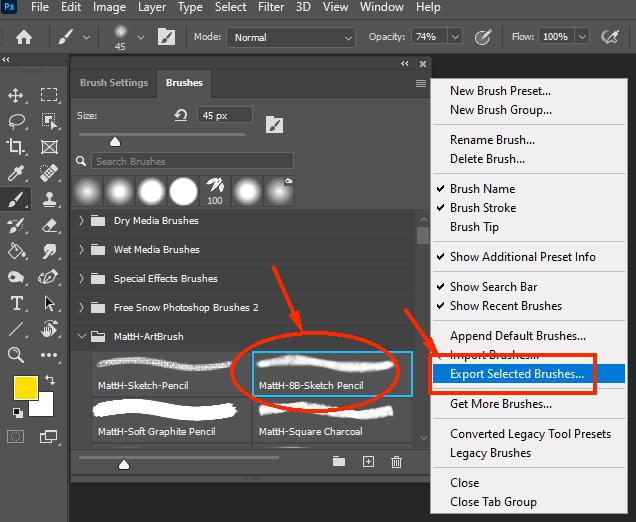 Ps File Edit Image Layer Type Select Filter 3D View Window Help
45 Mode: Normal Opacity: 74% Flow: 100%
Brush Settings Brushes
Size: 45 px
Search Brushes
100
Dry Media Brushes
Wet Media Brushes
Special Effects Brushes
Free Snow Photoshop Brushes 2
MattH-ArtBrush
MattH-Sketch-Pencil MattH-8B-Sketch Pencil
MattH-Soft Graphite Pencil MattH-Square Charcoal
New Brush Preset...
New Brush Group...
Rename Brush...
Delete Brush...
Brush Name
Brush Stroke
Brush Tip
Show Additional Preset Info
Show Search Bar
Show Recent Brushes
Append Default Brushes...
Import Brushes...
Export Selected Brushes...
Get More Brushes...
Converted Legacy Tool Presets
Legacy Brushes
Close
Close Tab Group